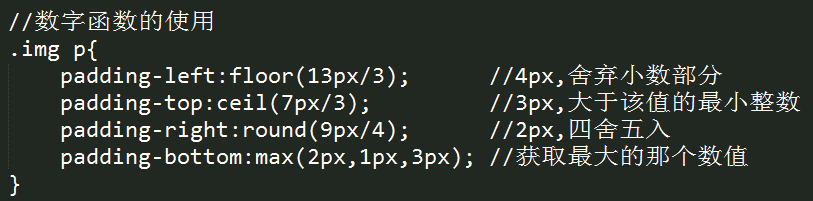 //数字函数的使用
.img p{
    padding-left:floor(13px/3);      //4px,舍弃小数部分
    padding-top:ceil(7px/3);         //3px,大于该值的最小整数
    padding-right:round(9px/4);      //2px,四舍五入
    padding-bottom:max(2px,1px,3px); //获取最大的那个数值
}